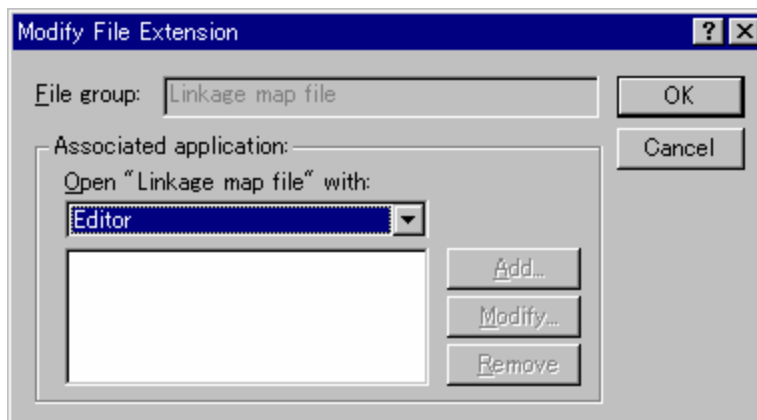 Modify File Extension
File group: Linkage map file
OK
Associated application:
Cancel
Open "Linkage map file" with:
Editor
Add...
Modify...
Remove